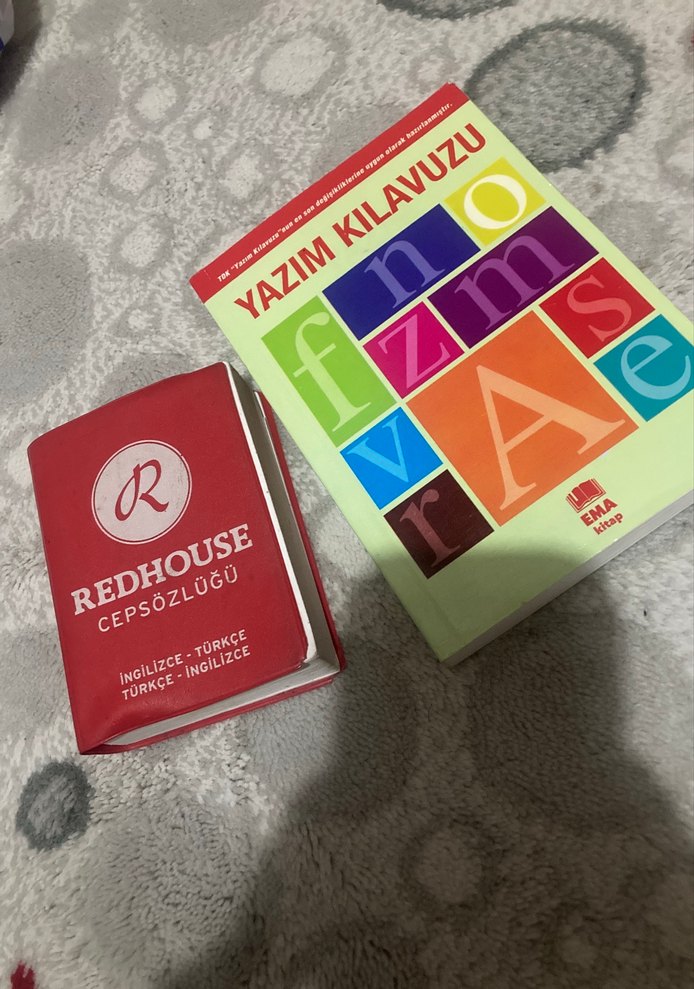 TDK "Yazım Kılavuzu"nun en son değişikliklerine uygun olarak hazırlanmıştır.
YAZIM KILAVUZU
n o
f z m s
v A e
r
EMA
kitap
R
REDHOUSE
CEPSÖZLÜĞÜ
İNGİLİZCE - TÜRKÇE
TÜRKÇE - İNGİLİZCE